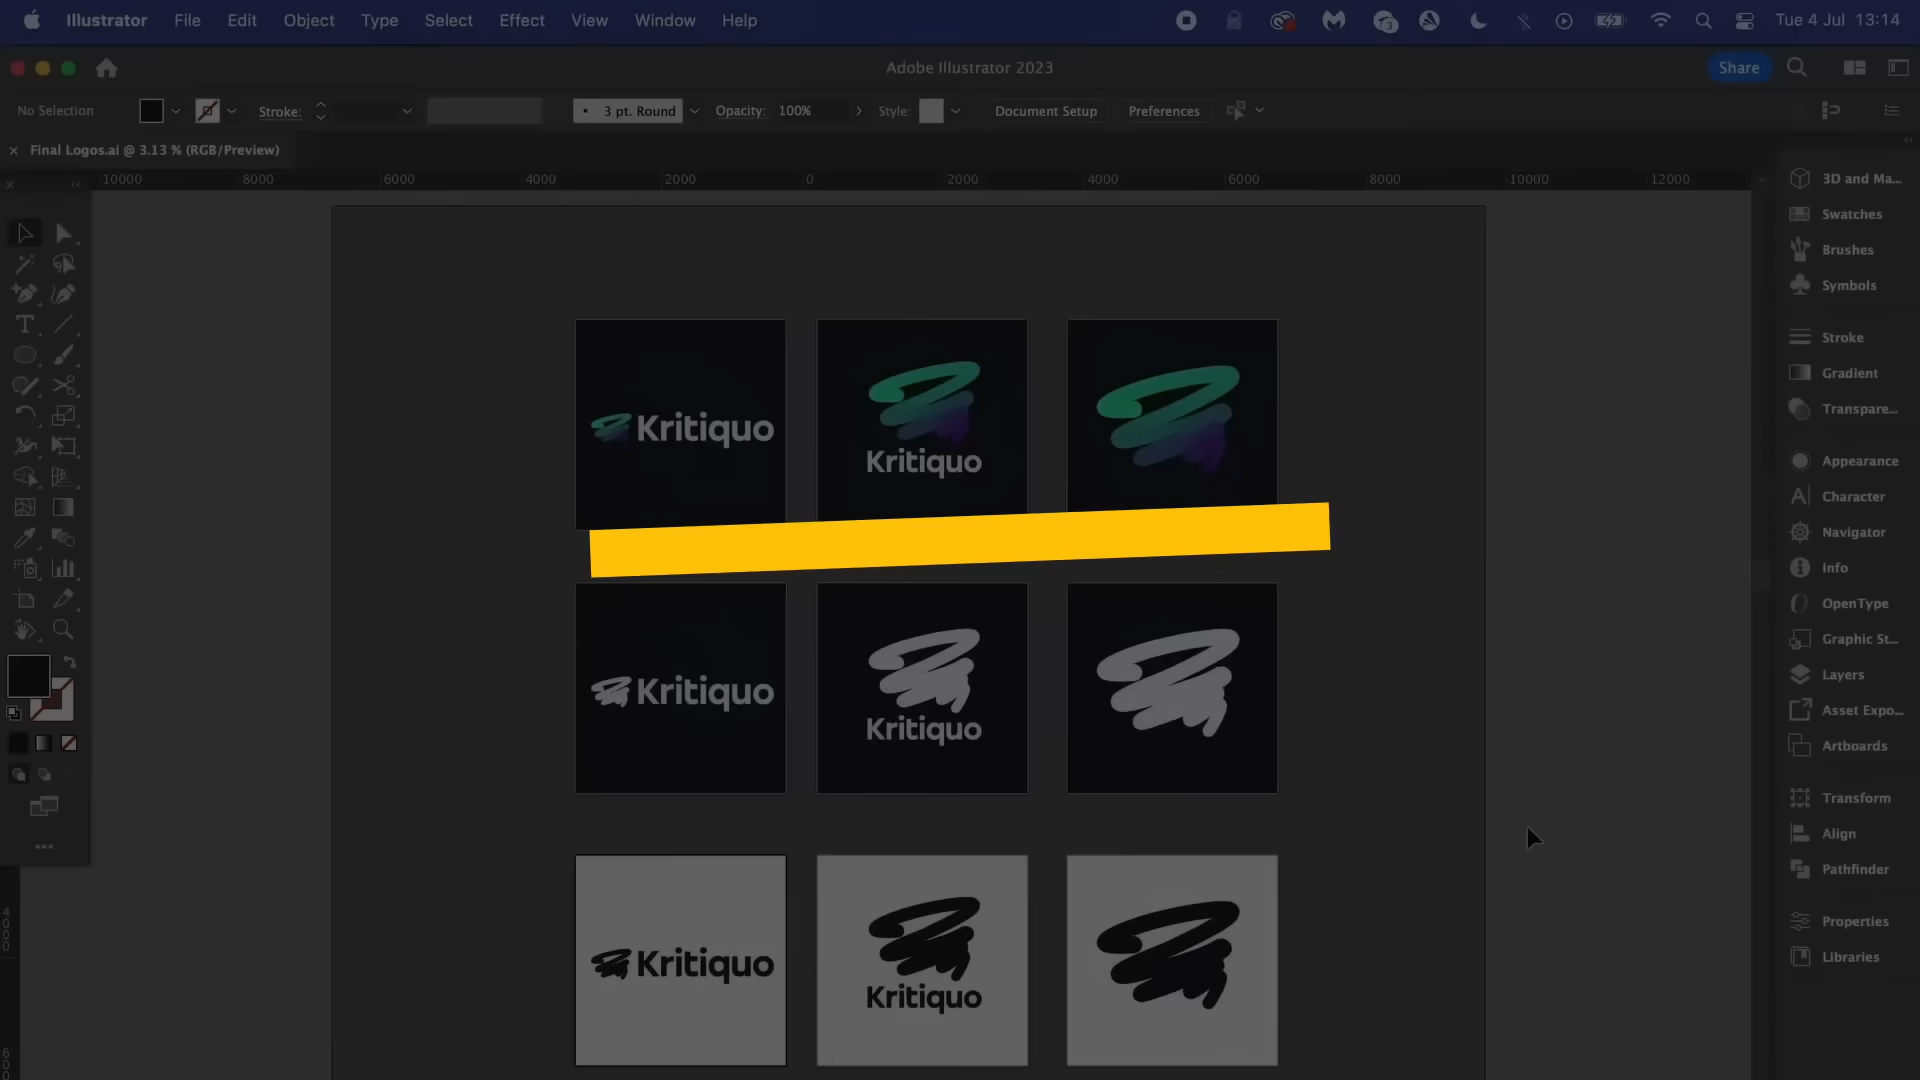 Illustrator File Edit Object Type Select Effect View Window Help
3
Tue 4 Jul 13:14
Adobe Illustrator 2023
Share
No Selection
Stroke:
3 pt. Round
Opacity: 100%
Style:
Document Setup
Preferences
Final Logos.ai @ 3.13 % (RGB/Preview)
10000 8000 6000 4000 2000 0 2000 4000 6000 8000 10000 12000
3D and Ma...
Swatches
Brushes
Symbols
Stroke
Gradient
Transpare...
Appearance
Character
Navigator
Info
OpenType
Graphic St...
Layers
Asset Expo...
Artboards
Transform
Align
Pathfinder
Properties
Libraries
Kritiquo
Kritiquo
Kritiquo
Kritiquo
Kritiquo
Kritiquo
4000